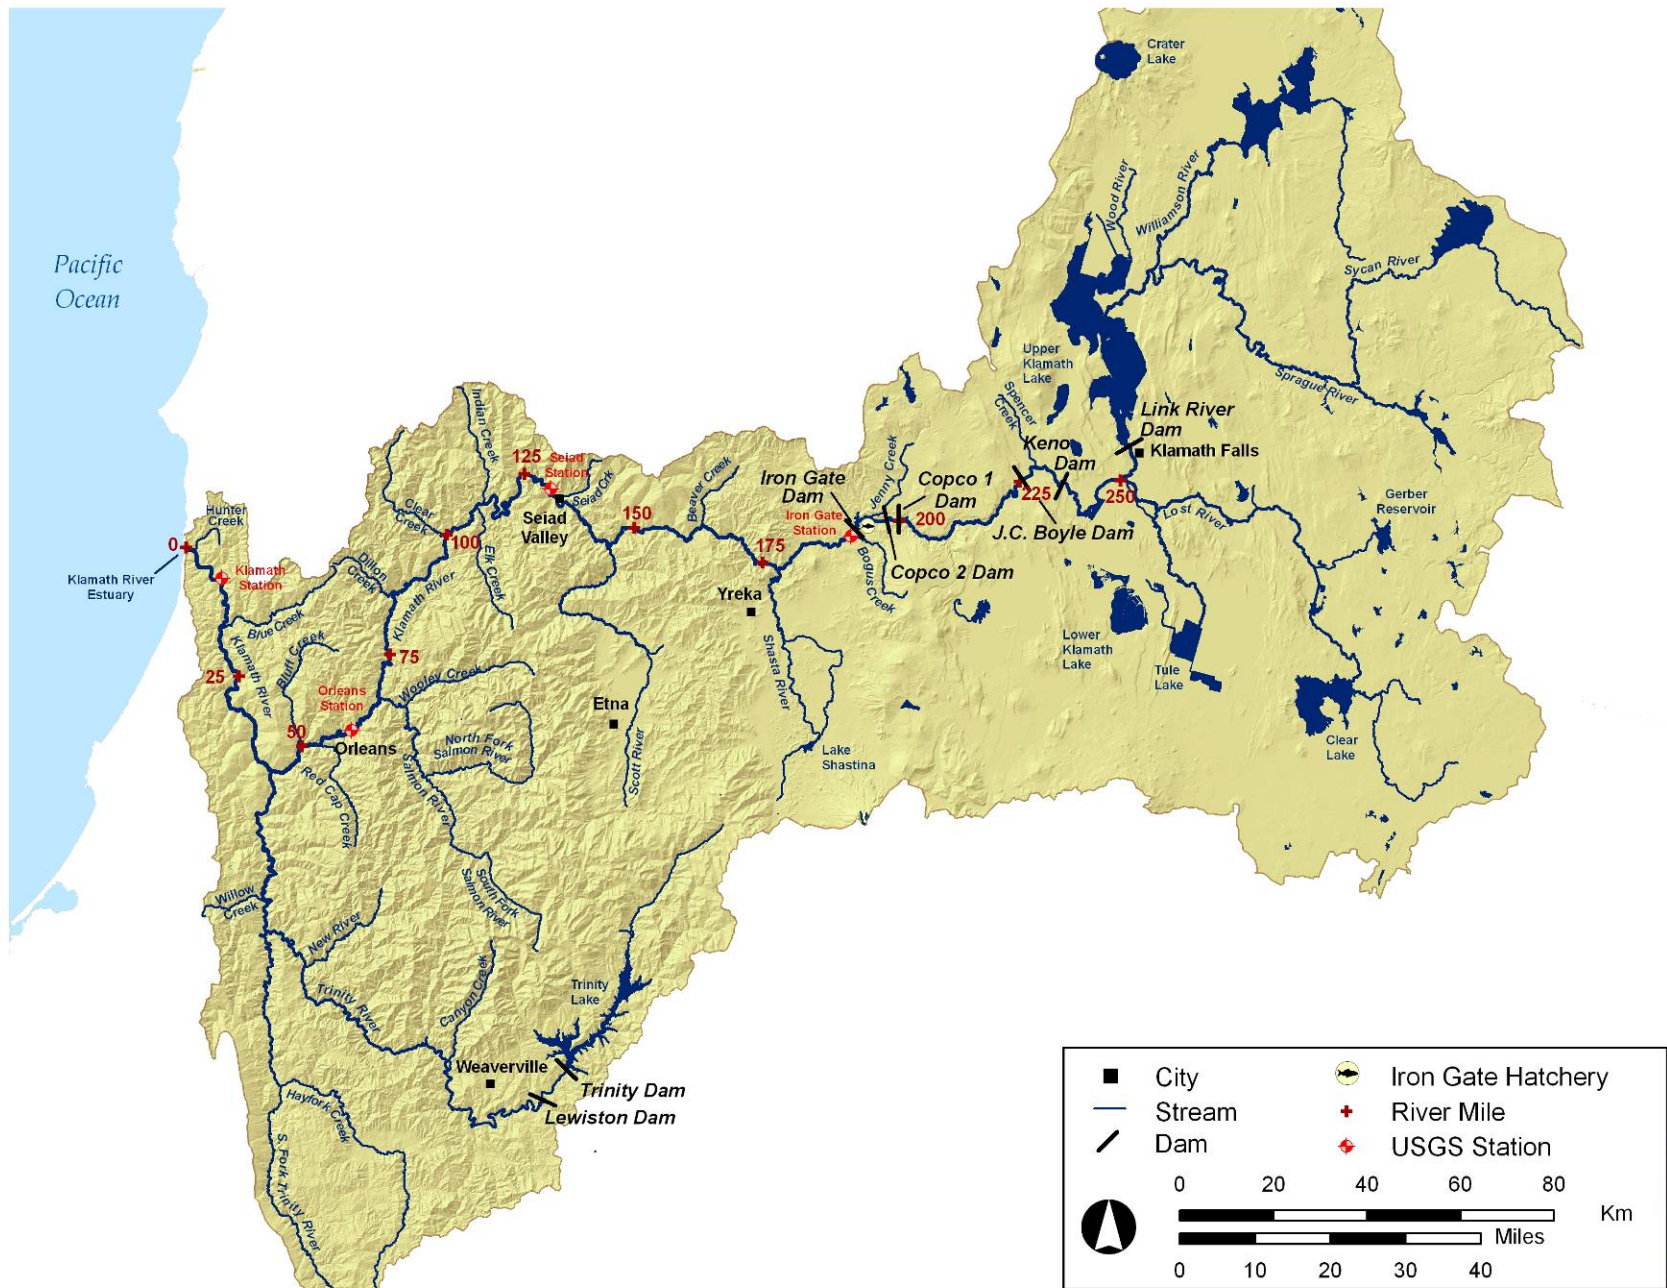 Crater
Lake
Wood River
Williamson River
Pacific
Ocean
Sycan River
Upper
Klamath
Lake
Spencer
Creek
Sprague River
Link River
Dam
Klamath Falls
Keno
Dam
Indian Creek
125
Seiad
Station
Seiad Crk
Seiad
Valley
Beaver Creek
150
Iron Gate
Dam
Jenny Creek
Copco 1
Dam
Iron Gate
Station
200
225
250
J.C. Boyle Dam
Lost River
Gerber
Reservoir
Hunter
Creek
0
Klamath River
Estuary
Klamath
Station
Clear
Creek
100
Dillon
Creek
Elk Creek
175
Yreka
Bogus Creek
Copco 2 Dam
Klamath River
Blue Creek
Bluff Creek
Klamath River
25
75
Orleans
Station
50
Orleans
Wooley Creek
North Fork
Salmon River
Salmon River
Red Cap Creek
Etna
Scott River
Shasta River
Lake
Shastina
Lower
Klamath
Lake
Tule
Lake
Clear
Lake
Willow
Creek
New River
South Fork
Salmon River
Trinity River
Canyon Creek
Trinity
Lake
Weaverville
Trinity Dam
Lewiston Dam
Hayfork Creek
S. Fork Trinity River
City
Iron Gate Hatchery
Stream
River Mile
Dam
USGS Station
0 20 40 60 80
Km
Miles
0 10 20 30 40